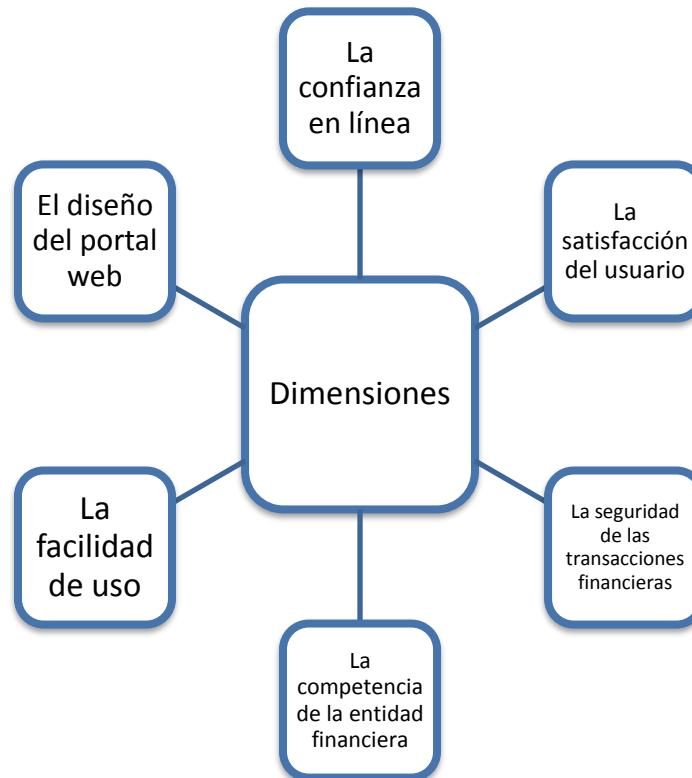 La
confianza
en línea
El diseño
del portal
web
La
satisfacción
del usuario
Dimensiones
La
facilidad
de uso
La seguridad
de las
transacciones
financieras
La
competencia
de la entidad
financiera